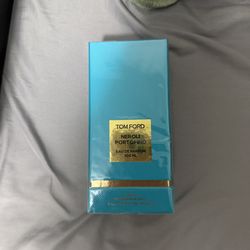 TOM FORD
NEROLI
PORTOFINO
EAU DE PARFUM
100 ML